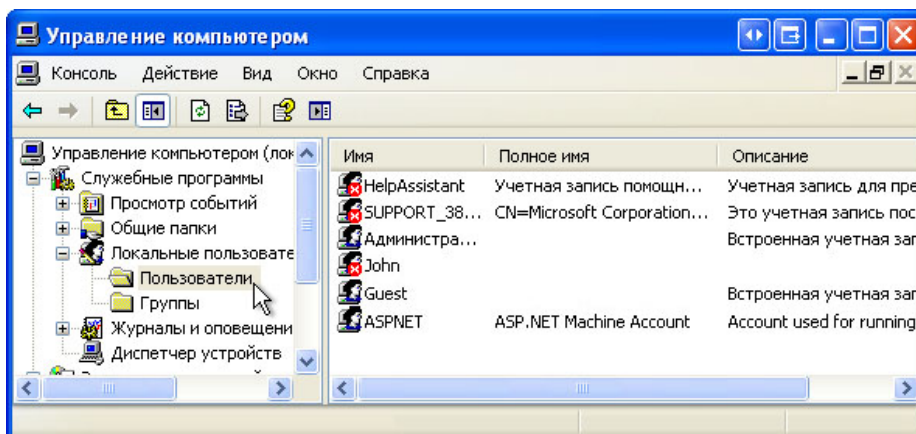 Управление компьютером
Консоль Действие Вид Окно Справка
Управление компьютером (лок
Служебные программы
Просмотр событий
Общие папки
Локальные пользовате
Пользователи
Группы
Журналы и оповещени
Диспетчер устройств
Имя Полное имя Описание
HelpAssistant Учетная запись помощн... Учетная запись для пре
SUPPORT_38... CN=Microsoft Corporation... Это учетная запись пос
Администра... Встроенная учетная заг
John
Guest Встроенная учетная заг
ASPNET ASP.NET Machine Account Account used for running